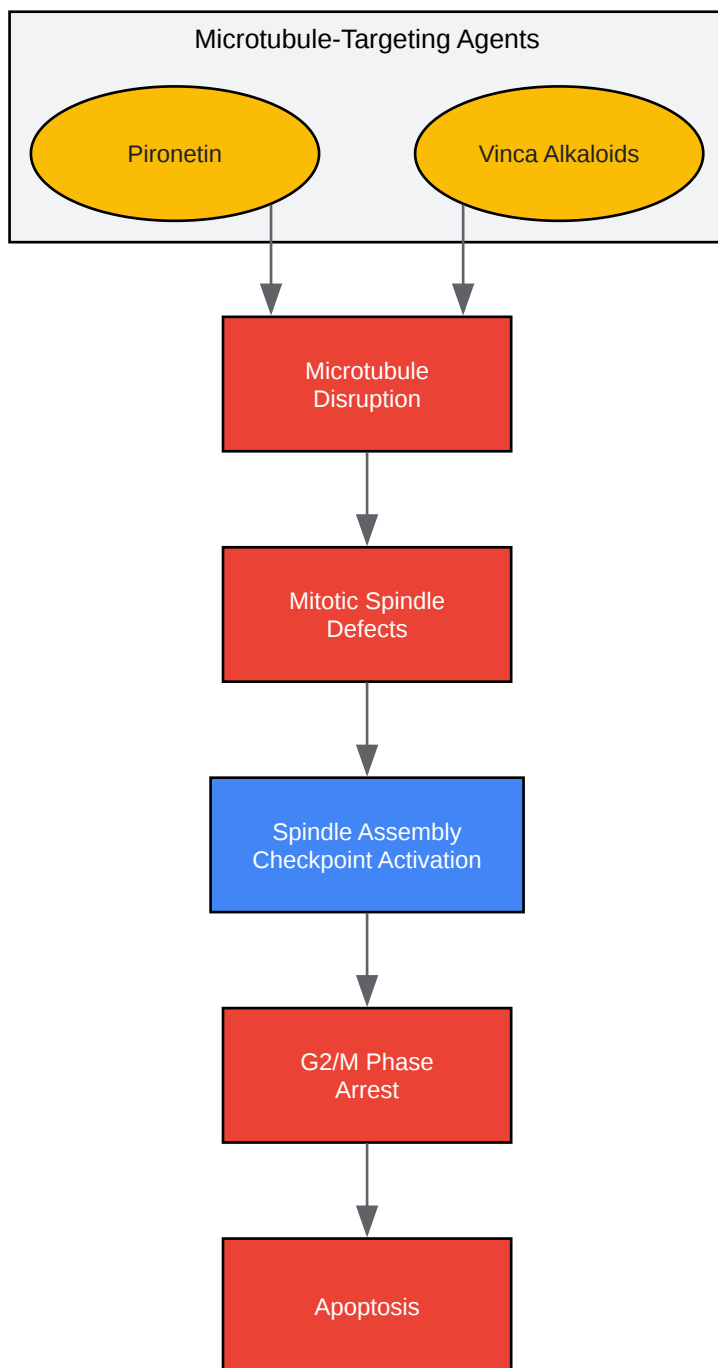 Microtubule-Targeting Agents
Pironetin
Vinca Alkaloids
Microtubule
Disruption
Mitotic Spindle
Defects
Spindle Assembly
Checkpoint Activation
G2/M Phase
Arrest
Apoptosis